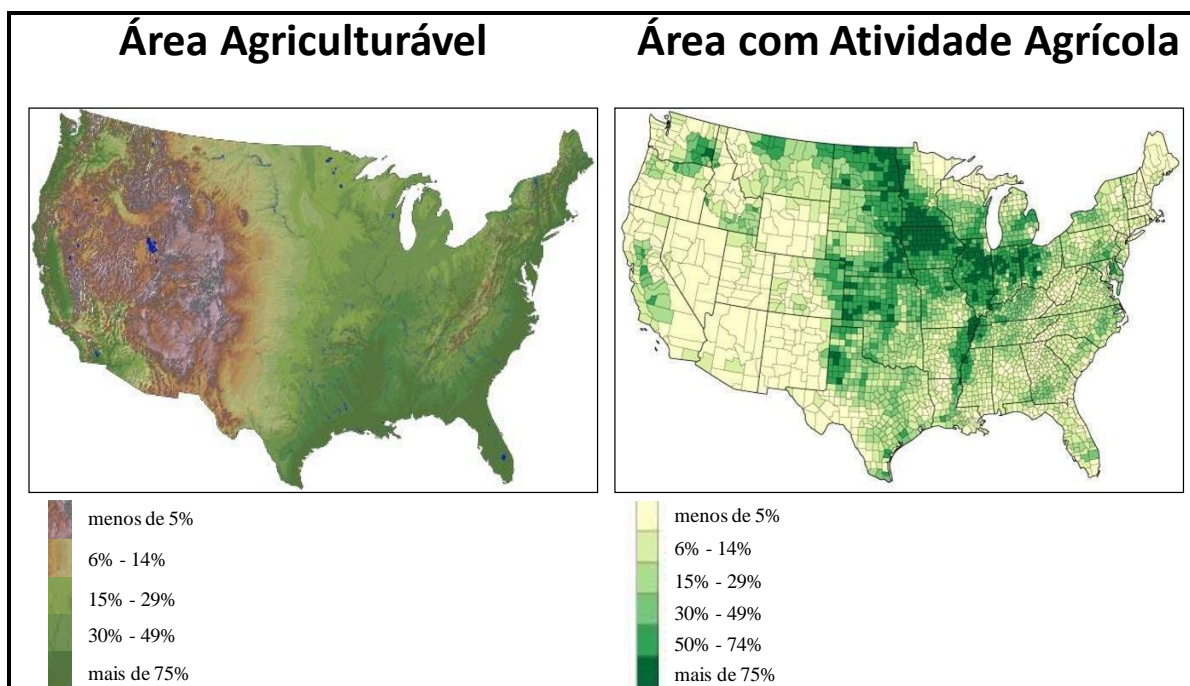 Área Agriculturável
Área com Atividade Agrícola
menos de 5%
6% - 14%
15% - 29%
30% - 49%
mais de 75%
menos de 5%
6% - 14%
15% - 29%
30% - 49%
50% - 74%
mais de 75%